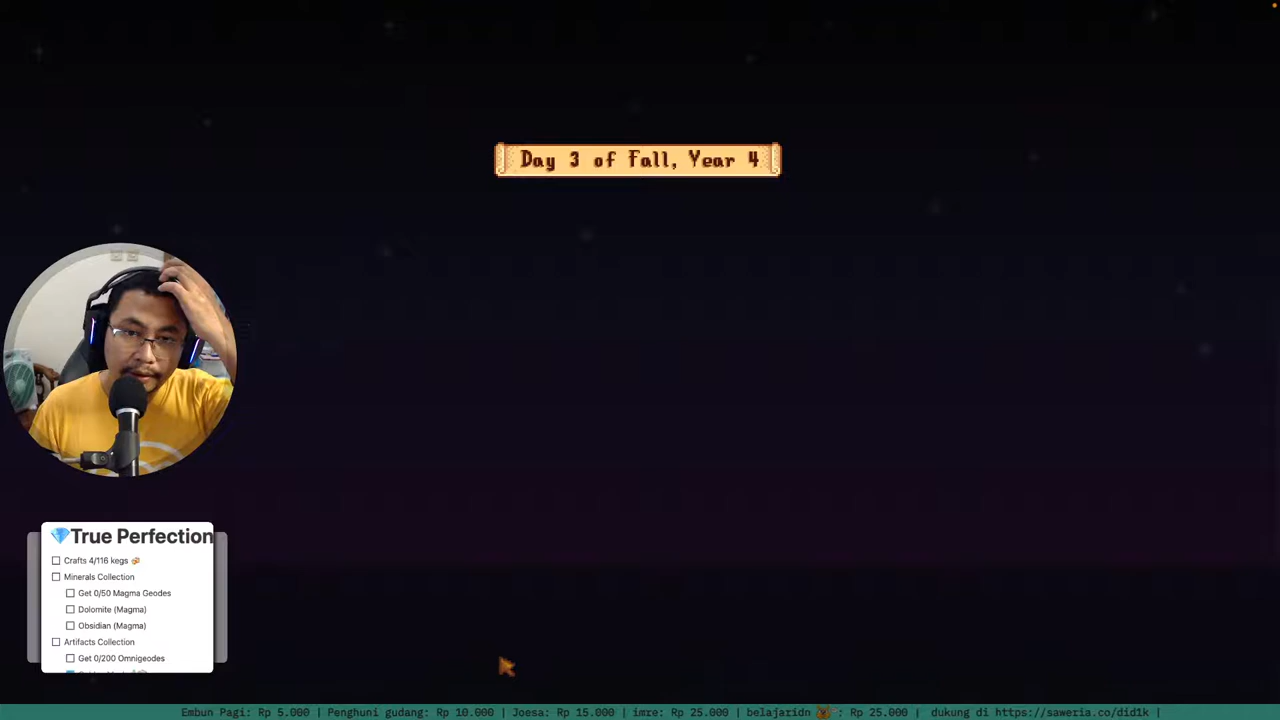 Day 3 of Fall, Year 4
💎True Perfection
Crafts 4/116 kegs
Minerals Collection
Get 0/50 Magma Geodes
Dolomite (Magma)
Obsidian (Magma)
Artifacts Collection
Get 0/200 Omnigeodes
Embun Pagi: Rp 5.000 | Penghuni gudang: Rp 10.000 | Joesa: Rp 15.000 | imre: Rp 25.000 | belajaridn 🐻: Rp 25.000 | dukung di https://saweria.co/did1k |